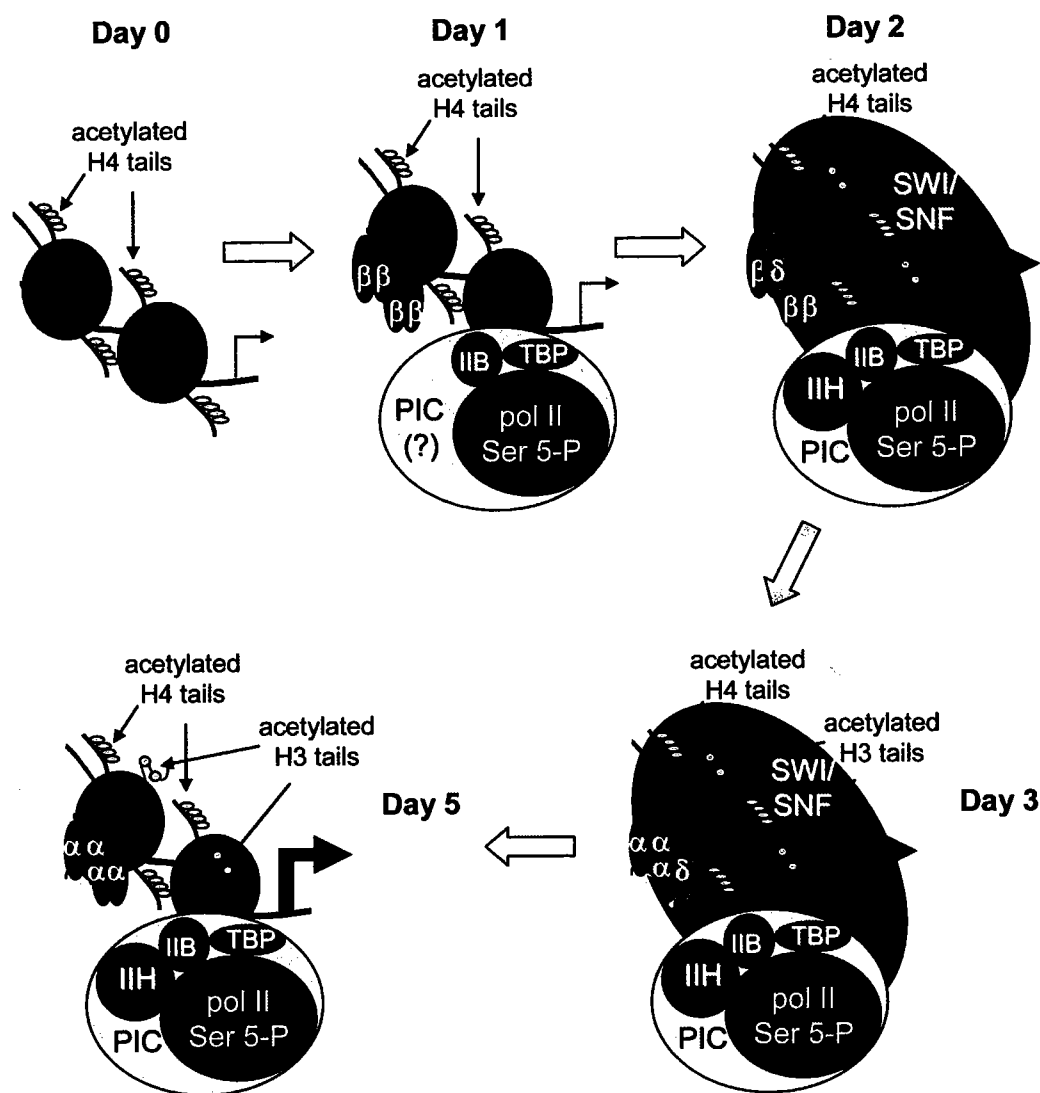 Day 0
acetylated
H4 tails
Day 1
acetylated
H4 tails
ββ
ββ
IIB
TBP
PIC
(?)
pol II
Ser 5-P
Day 2
acetylated
H4 tails
SWI/
SNF
βδ
ββ
IIB
TBP
IIH
pol II
Ser 5-P
PIC
acetylated
H4 tails
acetylated
H3 tails
SWI/
SNF
Day 3
αα
αδ
IIB
TBP
IIH
pol II
Ser 5-P
PIC
acetylated
H4 tails
acetylated
H3 tails
Day 5
αα
αα
IIB
TBP
IIH
pol II
Ser 5-P
PIC